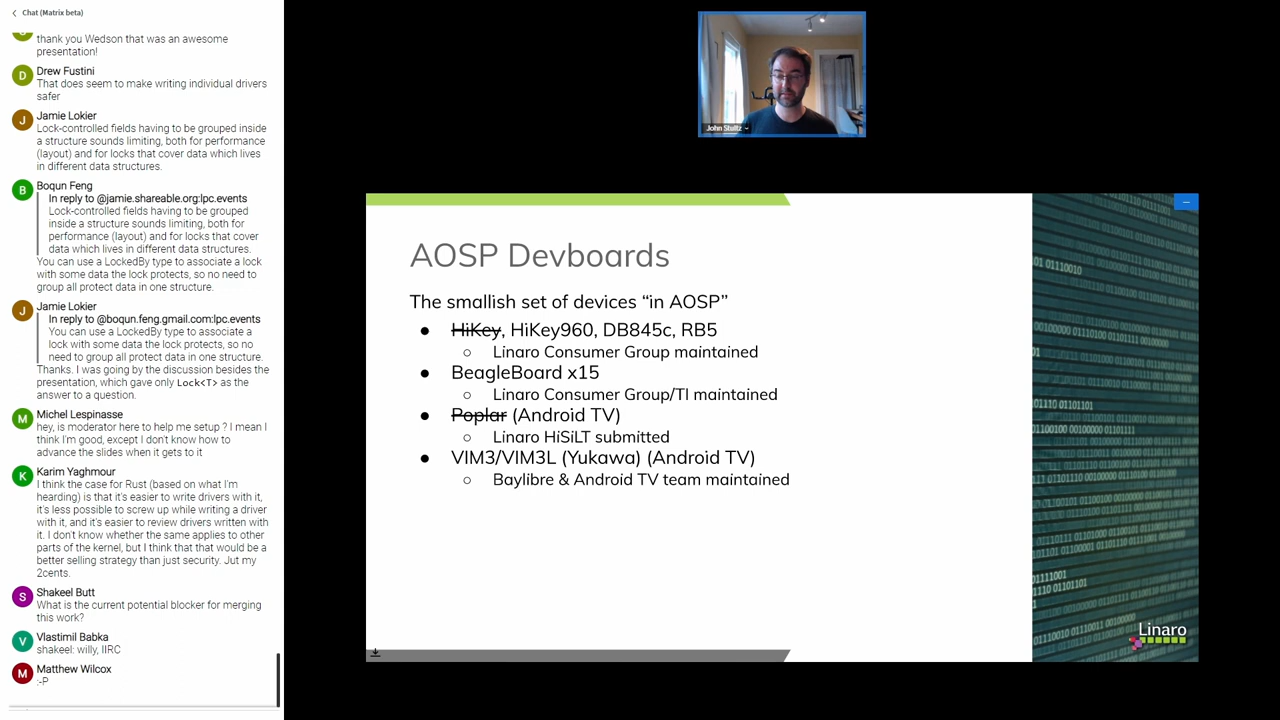 Chat (Matrix beta)
thank you Wedson that was an awesome
presentation!
D
Drew Fustini
That does seem to make writing individual drivers
safer
J
Jamie Lokier
Lock-controlled fields having to be grouped inside
a structure sounds limiting, both for performance
(layout) and for locks that cover data which lives
in different data structures.
B
Boqun Feng
In reply to @jamie.shareable.org:lpc.events
Lock-controlled fields having to be grouped
inside a structure sounds limiting, both for
performance (layout) and for locks that cover
data which lives in different data structures.
You can use a LockedBy type to associate a lock
with some data the lock protects, so no need to
group all protect data in one structure.
J
Jamie Lokier
In reply to @boqun.feng.gmail.com:lpc.events
You can use a LockedBy type to associate a
lock with some data the lock protects, so no
need to group all protect data in one structure.
Thanks. I was going by the discussion besides the
presentation, which gave only Lock<T> as the
answer to a question.
M
Michel Lespinasse
hey, is moderator here to help me setup ? I mean I
think I'm good, except I don't know how to
advance the slides when it gets to it
K
Karim Yaghmour
I think the case for Rust (based on what I'm
hearding) is that it's easier to write drivers with it,
it's less possible to screw up while writing a driver
with it, and it's easier to review drivers written with
it. I don't know whether the same applies to other
parts of the kernel, but I think that that would be a
better selling strategy than just security. Jut my
2cents.
S
Shakeel Butt
What is the current potential blocker for merging
this work?
V
Vlastimil Babka
shakeel: willy, IIRC
M
Matthew Wilcox
:-P
John Stultz
AOSP Devboards
The smallish set of devices “in AOSP”
● HiKey, HiKey960, DB845c, RB5
○ Linaro Consumer Group maintained
● BeagleBoard x15
○ Linaro Consumer Group/TI maintained
● Poplar (Android TV)
○ Linaro HiSiLT submitted
● VIM3/VIM3L (Yukawa) (Android TV)
○ Baylibre & Android TV team maintained
Linaro